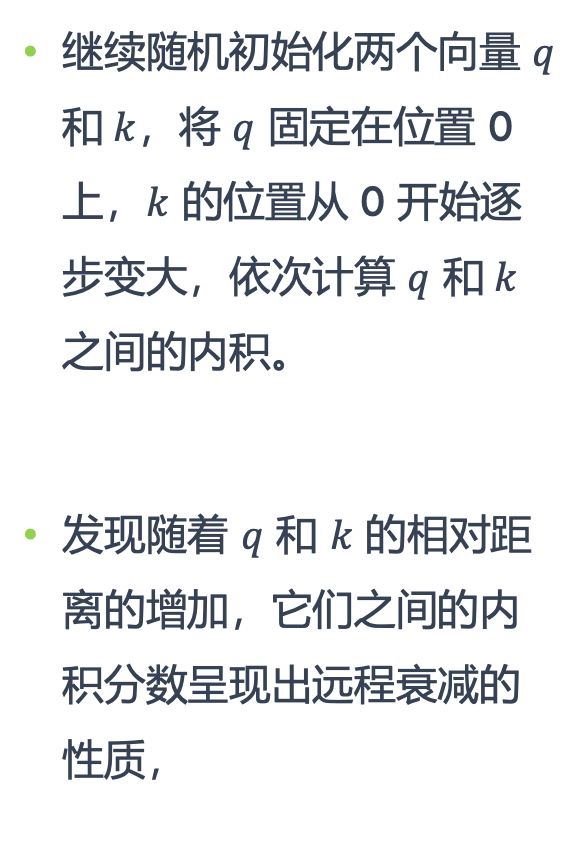 • 继续随机初始化两个向量 q
和 k，将 q 固定在位置 0
上，k 的位置从 0 开始逐
步变大，依次计算 q 和 k
之间的内积。
• 发现随着 q 和 k 的相对距
离的增加，它们之间的内
积分数呈现出远程衰减的
性质，